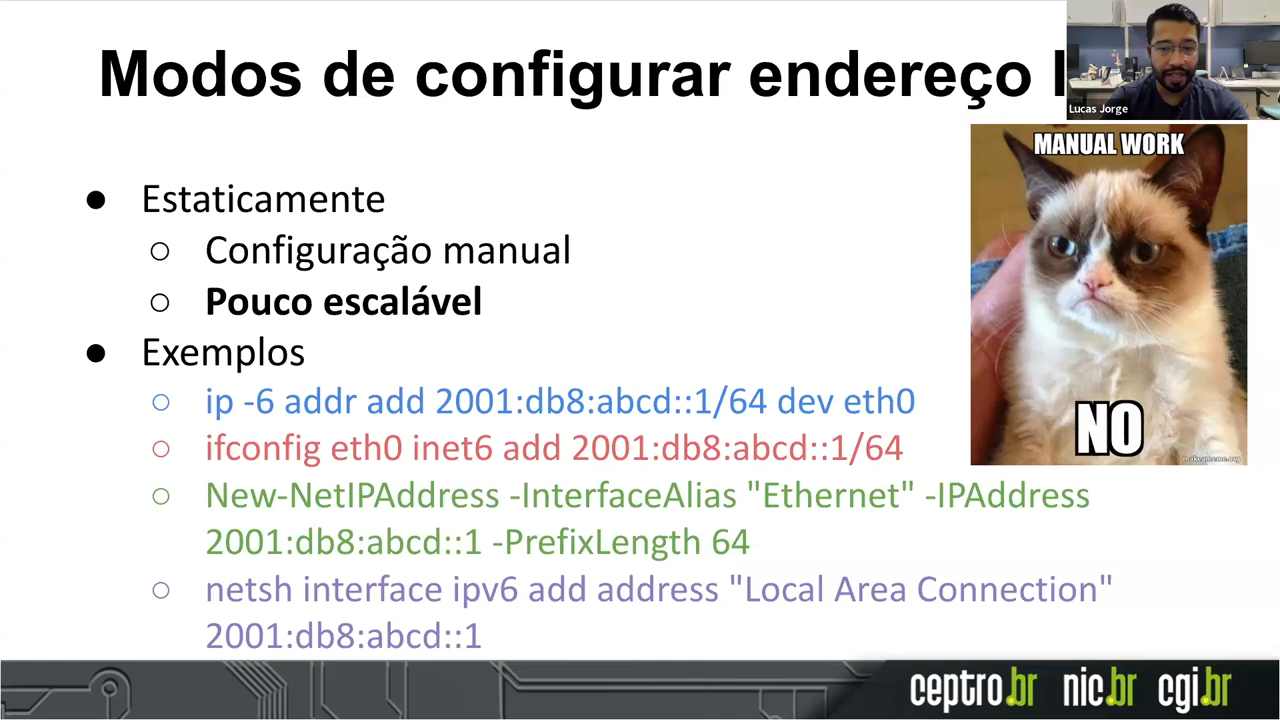 Modos de configurar endereço
Lucas Jorge
MANUAL WORK
NO
makeameme.org
● Estaticamente
○ Configuração manual
○ Pouco escalável
● Exemplos
○ ip -6 addr add 2001:db8:abcd::1/64 dev eth0
○ ifconfig eth0 inet6 add 2001:db8:abcd::1/64
○ New-NetIPAddress -InterfaceAlias "Ethernet" -IPAddress
2001:db8:abcd::1 -PrefixLength 64
○ netsh interface ipv6 add address "Local Area Connection"
2001:db8:abcd::1
ceptro.br nic.br cgi.br